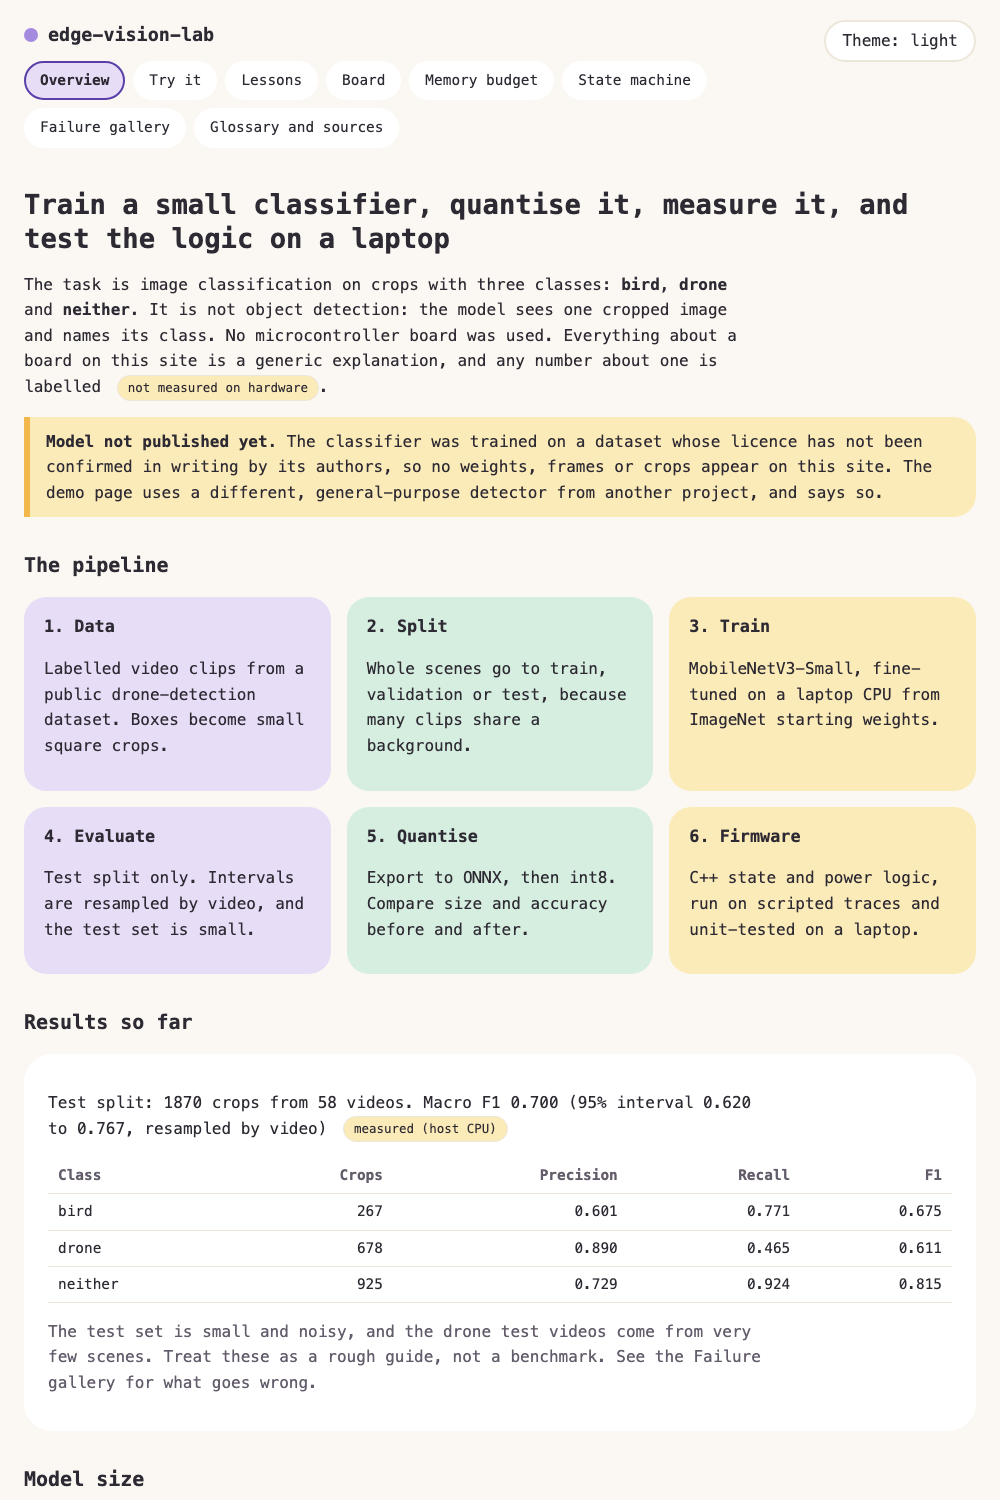 edge-vision-lab
Theme: light
Overview
Try it
Lessons
Board
Memory budget
State machine
Failure gallery
Glossary and sources
Train a small classifier, quantise it, measure it, and
test the logic on a laptop
The task is image classification on crops with three classes: bird, drone
and neither. It is not object detection: the model sees one cropped image
and names its class. No microcontroller board was used. Everything about a
board on this site is a generic explanation, and any number about one is
labelled not measured on hardware.
Model not published yet. The classifier was trained on a dataset whose licence has not been
confirmed in writing by its authors, so no weights, frames or crops appear on this site. The
demo page uses a different, general-purpose detector from another project, and says so.
The pipeline
1. Data
Labelled video clips from a
public drone-detection
dataset. Boxes become small
square crops.
2. Split
Whole scenes go to train,
validation or test, because
many clips share a
background.
3. Train
MobileNetV3-Small, fine-
tuned on a laptop CPU from
ImageNet starting weights.
4. Evaluate
Test split only. Intervals
are resampled by video, and
the test set is small.
5. Quantise
Export to ONNX, then int8.
Compare size and accuracy
before and after.
6. Firmware
C++ state and power logic,
run on scripted traces and
unit-tested on a laptop.
Results so far
Test split: 1870 crops from 58 videos. Macro F1 0.700 (95% interval 0.620
to 0.767, resampled by video) measured (host CPU)
Class Crops Precision Recall F1
bird 267 0.601 0.771 0.675
drone 678 0.890 0.465 0.611
neither 925 0.729 0.924 0.815
The test set is small and noisy, and the drone test videos come from very
few scenes. Treat these as a rough guide, not a benchmark. See the Failure
gallery for what goes wrong.
Model size